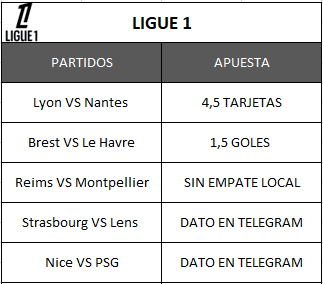 LIGUE 1
LIGUE 1
PARTIDOS APUESTA
Lyon VS Nantes 4,5 TARJETAS
Brest VS Le Havre 1,5 GOLES
Reims VS Montpellier SIN EMPATE LOCAL
Strasbourg VS Lens DATO EN TELEGRAM
Nice VS PSG DATO EN TELEGRAM